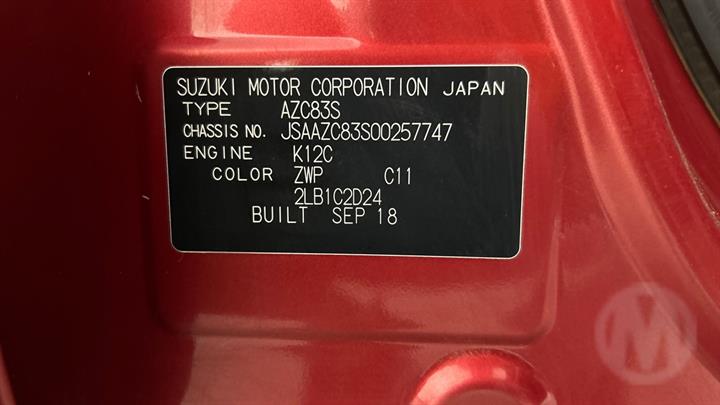 SUZUKI MOTOR CORPORATION JAPAN
TYPE AZC83S
CHASSIS NO. JSAAZC83S00257747
ENGINE K12C
COLOR ZWP C11
2LB1C2D24
BUILT SEP 18
M